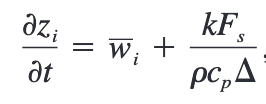 ∂z_i/∂t = w̅_i + kF_s/(ρc_pΔ),